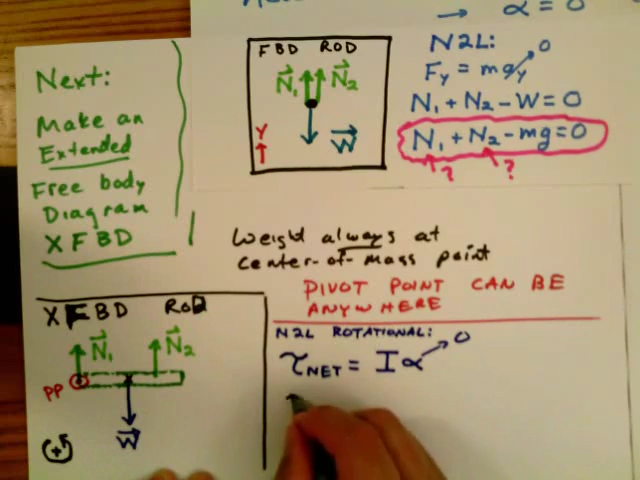 → α = 0
FBD ROD
N⃗₁ N⃗₂
Y
W⃗
N2L:
Fy = may → 0
N₁ + N₂ - W = 0
N₁ + N₂ - mg = 0
? ?
Next:
Make an
Extended
Free body
Diagram
XFBD
Weight always at
center-of-mass point
PIVOT POINT CAN BE
ANYWHERE
XFBD ROD
N⃗₁ N⃗₂
PP
W⃗
+
N2L ROTATIONAL:
τNET = Iα → 0